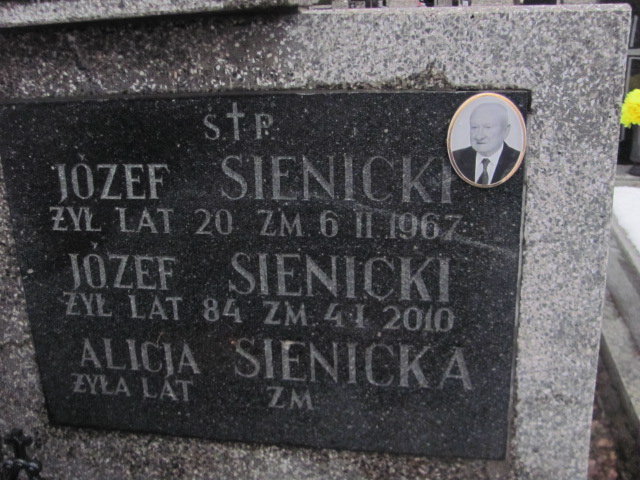 Ś✝P.
JÓZEF SIENICKI
ŻYŁ LAT 20 ZM 6 II 1967
JÓZEF SIENICKI
ŻYŁ LAT 84 ZM 4 I 2010
ALICJA SIENICKA
ŻYŁA LAT ZM